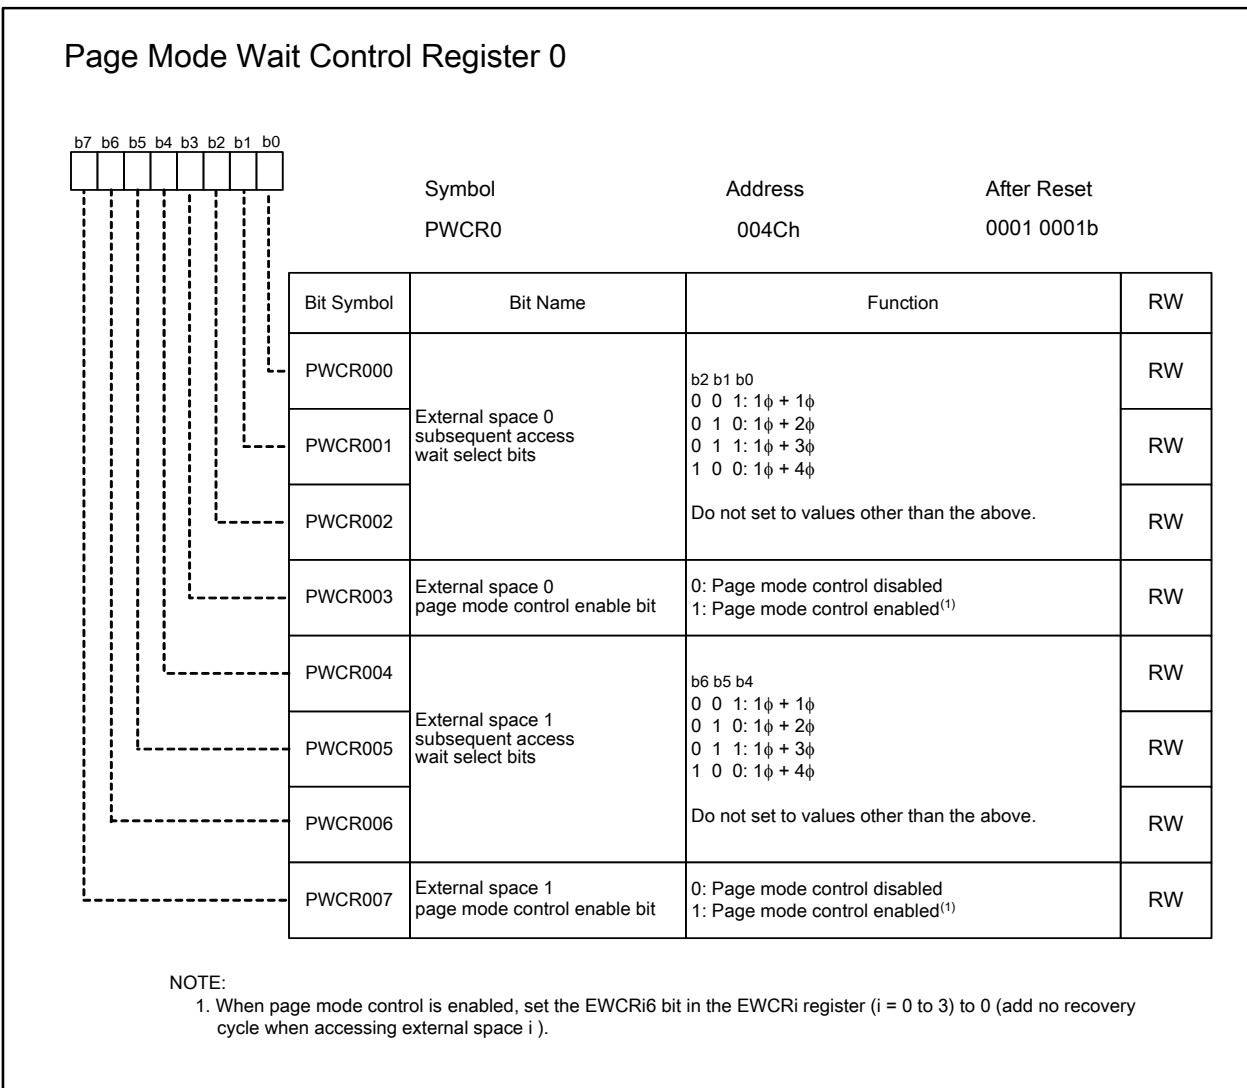 Page Mode Wait Control Register 0
b7 b6 b5 b4 b3 b2 b1 b0
Symbol Address After Reset
PWCR0 004Ch 0001 0001b
Bit Symbol Bit Name Function RW
PWCR000 RW
PWCR001 RW
PWCR002 RW
External space 0
subsequent access
wait select bits
b2 b1 b0
0 0 1: 1ϕ + 1ϕ
0 1 0: 1ϕ + 2ϕ
0 1 1: 1ϕ + 3ϕ
1 0 0: 1ϕ + 4ϕ
Do not set to values other than the above.
PWCR003 RW
External space 0
page mode control enable bit
0: Page mode control disabled
1: Page mode control enabled(1)
PWCR004 RW
PWCR005 RW
PWCR006 RW
External space 1
subsequent access
wait select bits
b6 b5 b4
0 0 1: 1ϕ + 1ϕ
0 1 0: 1ϕ + 2ϕ
0 1 1: 1ϕ + 3ϕ
1 0 0: 1ϕ + 4ϕ
Do not set to values other than the above.
PWCR007 RW
External space 1
page mode control enable bit
0: Page mode control disabled
1: Page mode control enabled(1)
NOTE:
1. When page mode control is enabled, set the EWCRi6 bit in the EWCRi register (i = 0 to 3) to 0 (add no recovery
cycle when accessing external space i ).